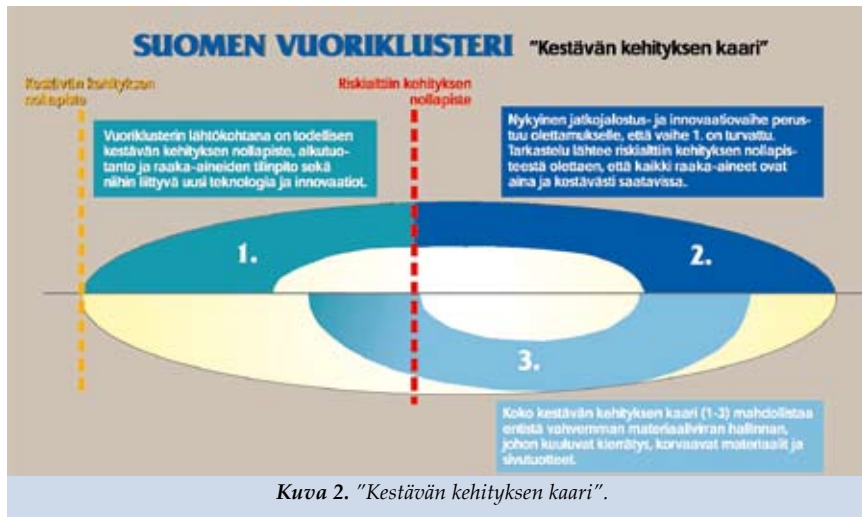 SUOMEN VUORIKLUSTERI "Kestävän kehityksen kaari"
Kestävän kehityksen
nollapiste
Riskialttiin kehityksen
nollapiste
Vuoriklusterin lähtökohtana on todellisen
kestävän kehityksen nollapiste, alkutuo-
tanto ja raaka-aineiden tilinpito sekä
niihin liittyvä uusi teknologia ja innovaatiot.
Nykyinen jatkojalostus- ja innovaatiovaihe perus-
tuu olettamukselle, että vaihe 1. on turvattu.
Tarkastelu lähtee riskialttiin kehityksen nollapis-
teestä olettaen, että kaikki raaka-aineet ovat
aina ja kestävästi saatavissa.
1.
2.
3.
Koko kestävän kehityksen kaari (1-3) mahdollistaa
entistä vahvemman materiaalivirran hallinnan,
johon kuuluvat kierrätys, korvaavat materiaalit ja
sivutuotteet.
Kuva 2. "Kestävän kehityksen kaari".